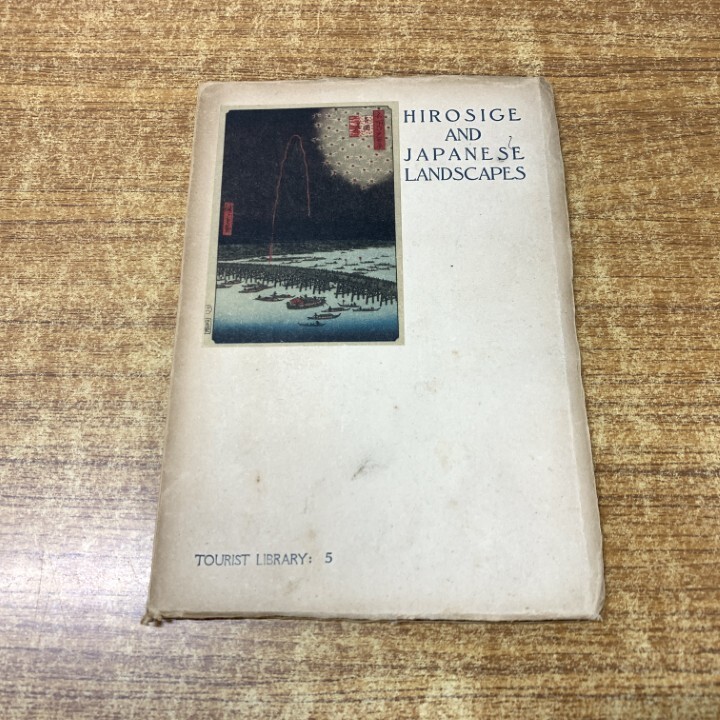 HIROSIGE
AND
JAPANESE
LANDSCAPES
TOURIST LIBRARY: 5